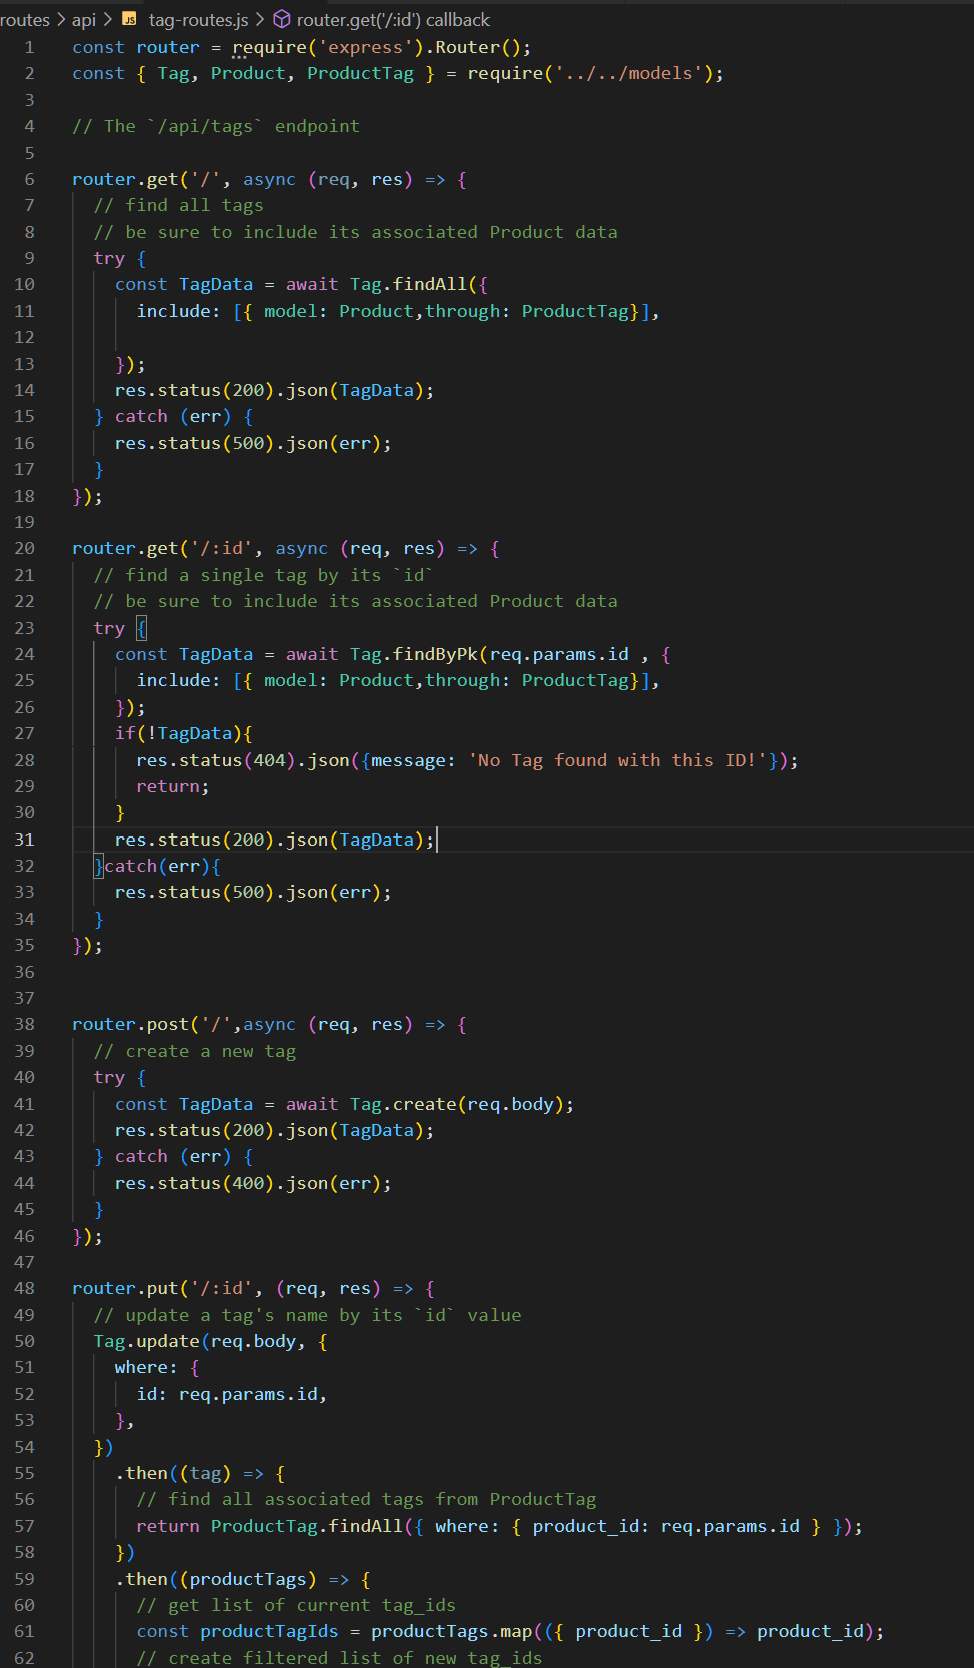 routes > api > JS tag-routes.js > router.get('/:id') callback
1 const router = require('express').Router();
2 const { Tag, Product, ProductTag } = require('../../models');
3
4 // The `/api/tags` endpoint
5
6 router.get('/', async (req, res) => {
7 // find all tags
8 // be sure to include its associated Product data
9 try {
10 const TagData = await Tag.findAll({
11 include: [{ model: Product,through: ProductTag}],
12
13 });
14 res.status(200).json(TagData);
15 } catch (err) {
16 res.status(500).json(err);
17 }
18 });
19
20 router.get('/:id', async (req, res) => {
21 // find a single tag by its `id`
22 // be sure to include its associated Product data
23 try {
24 const TagData = await Tag.findByPk(req.params.id , {
25 include: [{ model: Product,through: ProductTag}],
26 });
27 if(!TagData){
28 res.status(404).json({message: 'No Tag found with this ID!'});
29 return;
30 }
31 res.status(200).json(TagData);
32 }catch(err){
33 res.status(500).json(err);
34 }
35 });
36
37
38 router.post('/',async (req, res) => {
39 // create a new tag
40 try {
41 const TagData = await Tag.create(req.body);
42 res.status(200).json(TagData);
43 } catch (err) {
44 res.status(400).json(err);
45 }
46 });
47
48 router.put('/:id', (req, res) => {
49 // update a tag's name by its `id` value
50 Tag.update(req.body, {
51 where: {
52 id: req.params.id,
53 },
54 })
55 .then((tag) => {
56 // find all associated tags from ProductTag
57 return ProductTag.findAll({ where: { product_id: req.params.id } });
58 })
59 .then((productTags) => {
60 // get list of current tag_ids
61 const productTagIds = productTags.map(({ product_id }) => product_id);
62 // create filtered list of new tag_ids